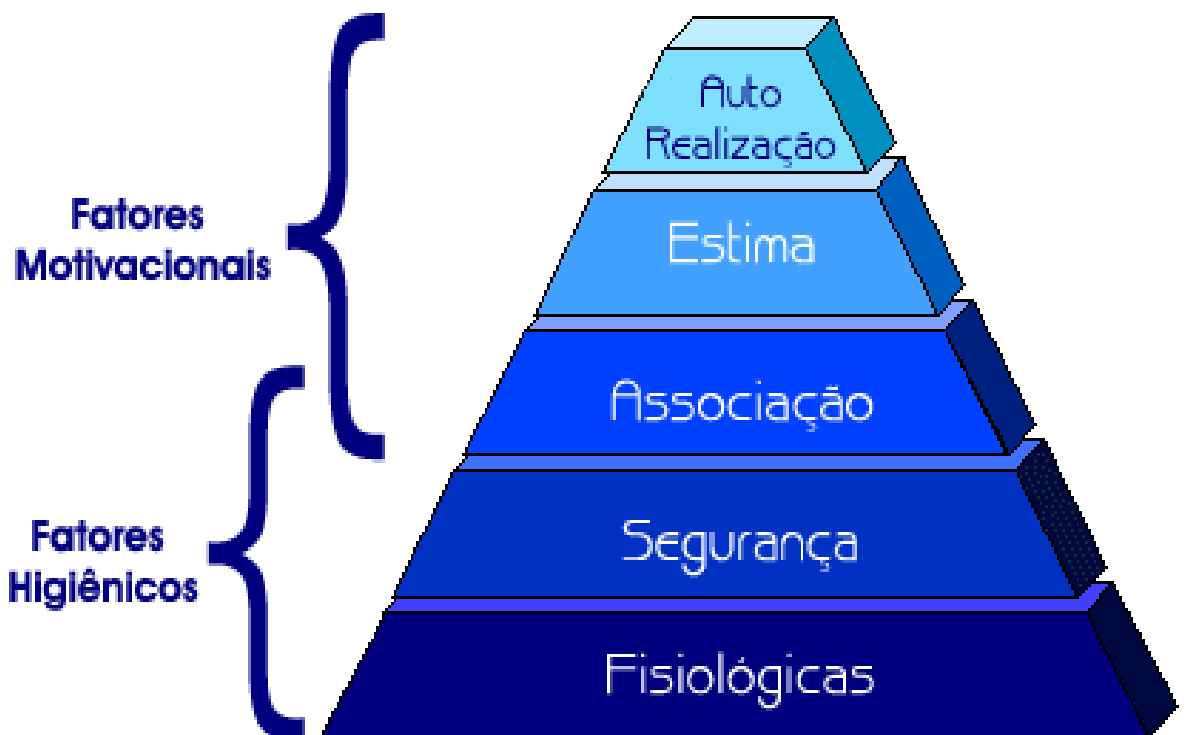 Auto
Realização
Fatores
Motivacionais
Estima
Associação
Fatores
Higiênicos
Segurança
Fisiológicas